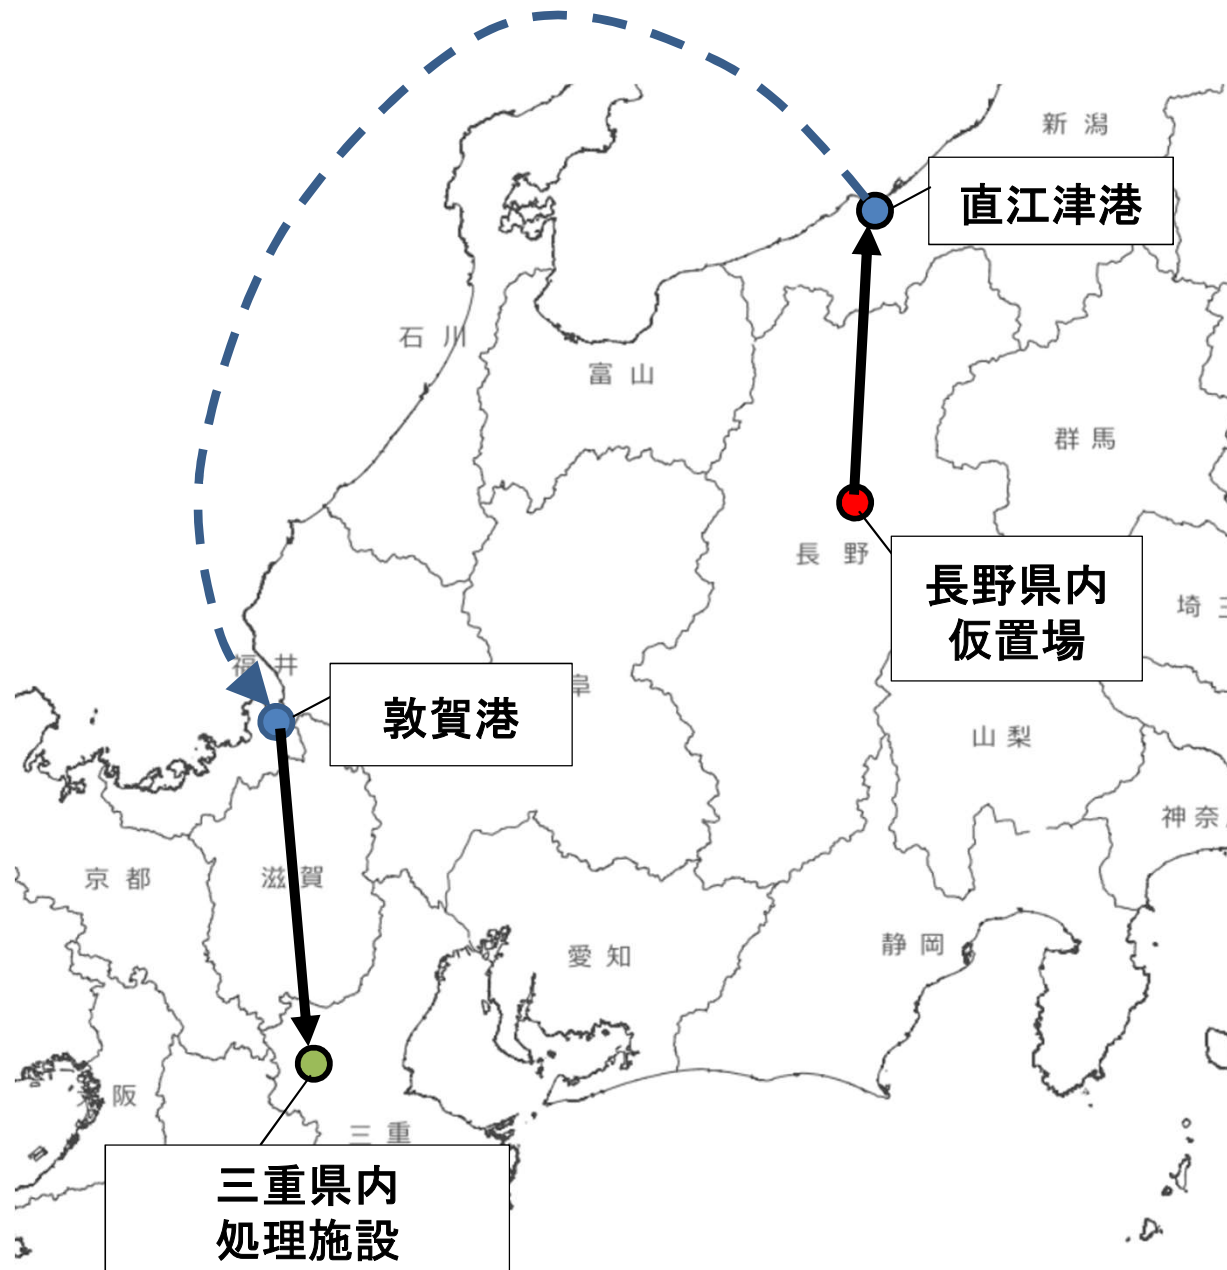 新潟
直江津港
石川
富山
群馬
長野
長野県内
仮置場
埼玉
福井
敦賀港
阜
山梨
神奈
京都
滋賀
静岡
愛知
阪
三重
三重県内
処理施設